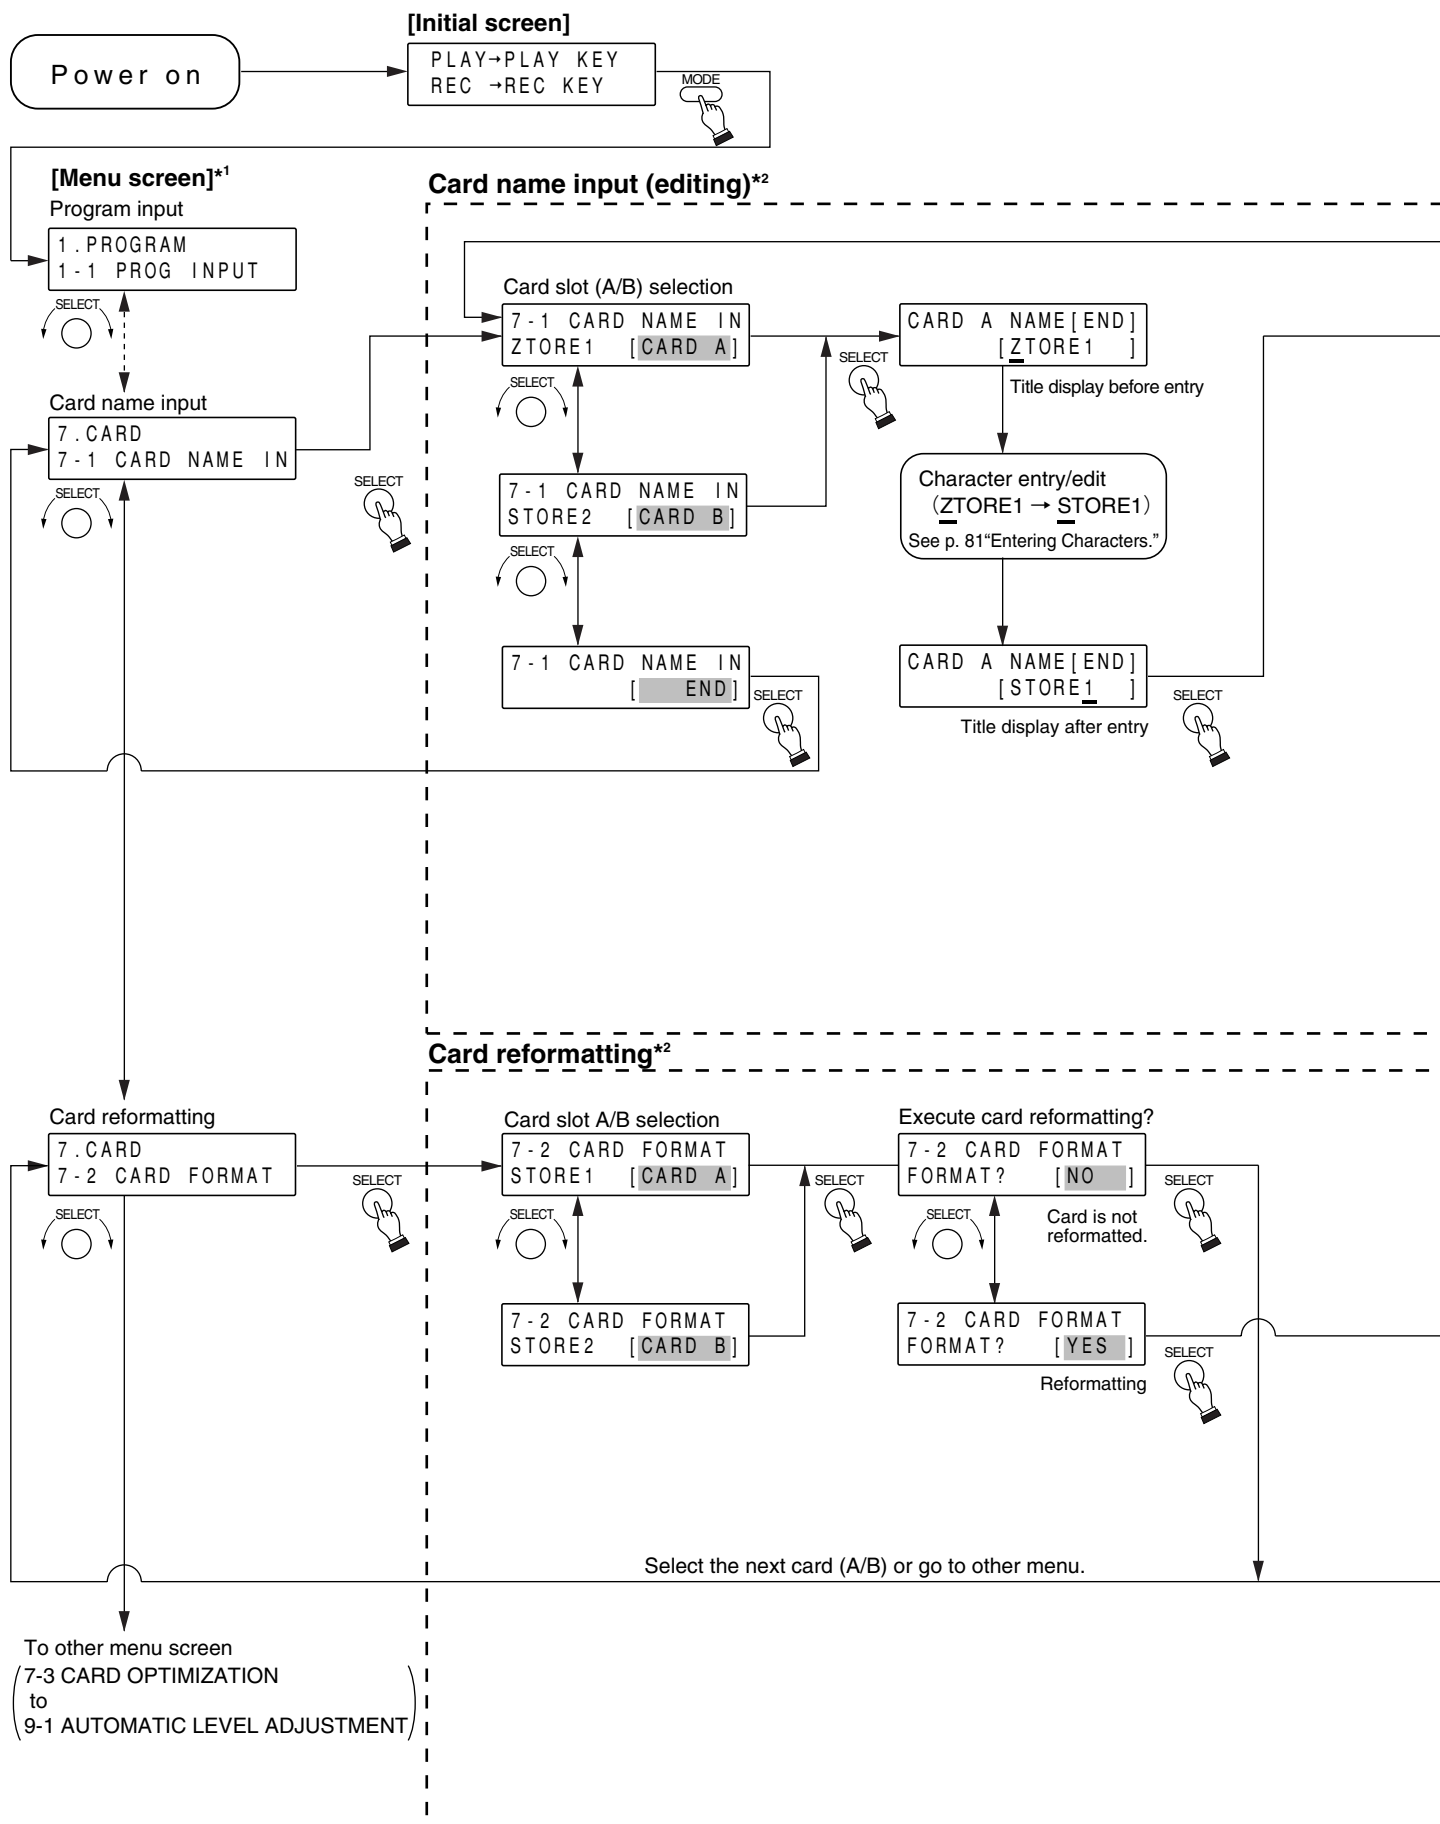 [Initial screen]
Power on
PLAY→PLAY KEY
REC →REC KEY
MODE
[Menu screen]*1
Program input
1.PROGRAM
1-1 PROG INPUT
SELECT
Card name input
7.CARD
7-1 CARD NAME IN
SELECT
SELECT
Card name input (editing)*2
Card slot (A/B) selection
7-1 CARD NAME IN
ZTORE1 [CARD A]
SELECT
7-1 CARD NAME IN
STORE2 [CARD B]
SELECT
7-1 CARD NAME IN
[ END]
SELECT
SELECT
CARD A NAME[END]
[ZTORE1 ]
Title display before entry
Character entry/edit
(ZTORE1 → STORE1)
See p. 81“Entering Characters.”
CARD A NAME[END]
[STORE1 ]
Title display after entry
SELECT
Card reformatting*2
Card reformatting
7.CARD
7-2 CARD FORMAT
SELECT
SELECT
Card slot A/B selection
7-2 CARD FORMAT
STORE1 [CARD A]
SELECT
SELECT
7-2 CARD FORMAT
STORE2 [CARD B]
Execute card reformatting?
7-2 CARD FORMAT
FORMAT? [NO ]
SELECT
SELECT
Card is not
reformatted.
7-2 CARD FORMAT
FORMAT? [YES ]
SELECT
Reformatting
Select the next card (A/B) or go to other menu.
To other menu screen
(7-3 CARD OPTIMIZATION
to
9-1 AUTOMATIC LEVEL ADJUSTMENT)